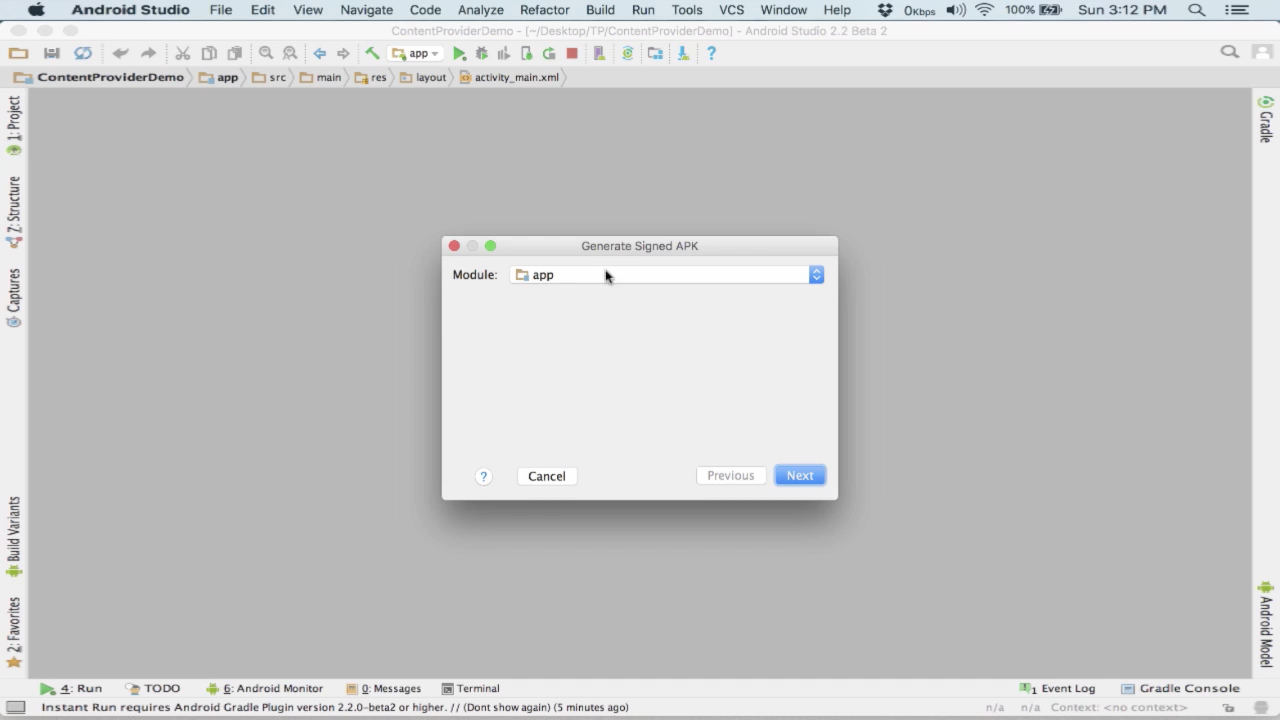 Android Studio File Edit View Navigate Code Analyze Refactor Build Run Tools VCS Window Help 0Kbps 100% Sun 3:12 PM
ContentProviderDemo - [~/Desktop/TP/ContentProviderDemo] - Android Studio 2.2 Beta 2
app
ContentProviderDemo app src main res layout activity_main.xml
1: Project
Z: Structure
Captures
Build Variants
2: Favorites
Gradle
Android Model
Generate Signed APK
Module: app
? Cancel Previous Next
4: Run TODO 6: Android Monitor 0: Messages Terminal 1 Event Log Gradle Console
Instant Run requires Android Gradle Plugin version 2.2.0-beta2 or higher. // (Dont show again) (5 minutes ago) n/a n/a Context: <no context>